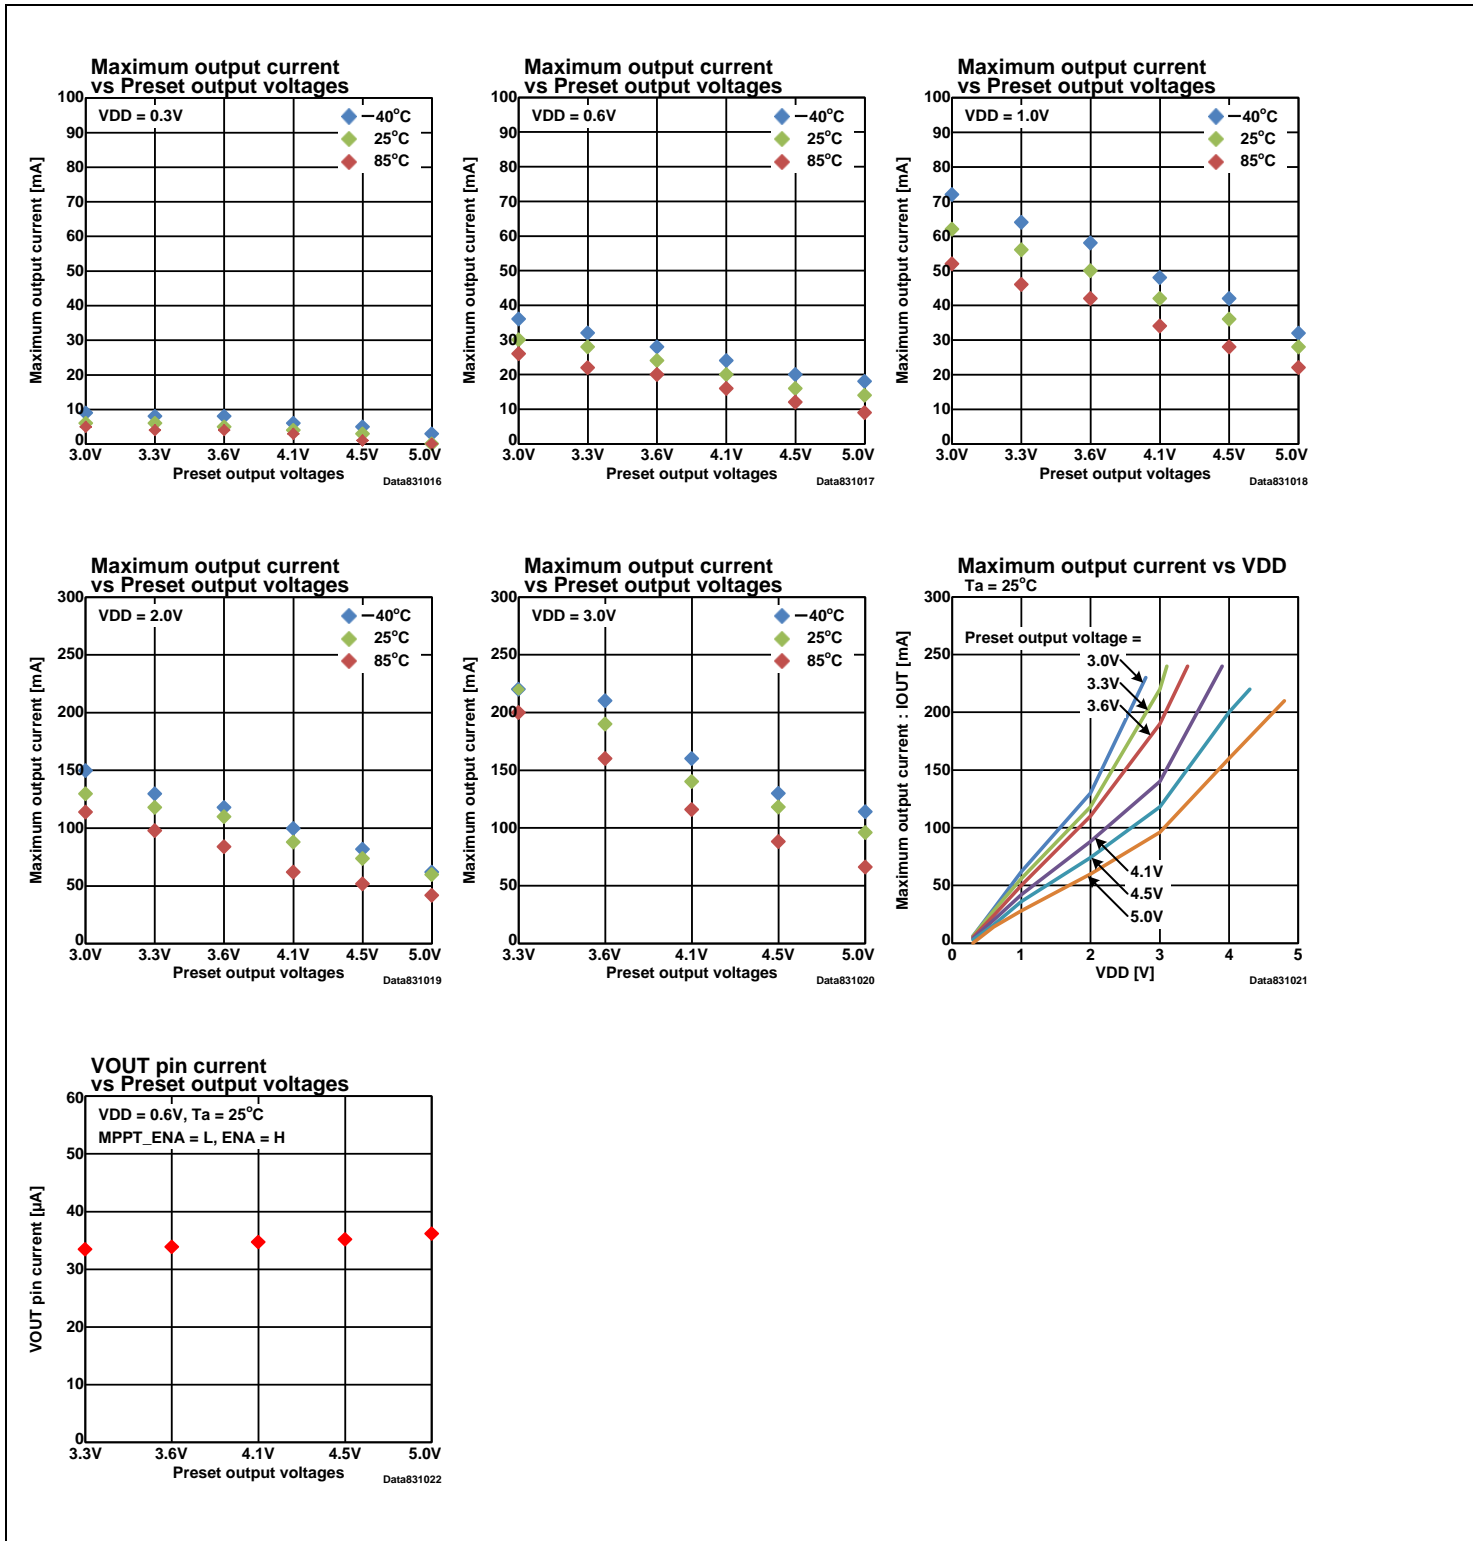 Maximum output current
vs Preset output voltages
VDD = 0.3V
−40°C
25°C
85°C
100
90
80
70
60
50
40
30
20
10
0
Maximum output current [mA]
3.0V 3.3V 3.6V 4.1V 4.5V 5.0V
Preset output voltages
Data831016
Maximum output current
vs Preset output voltages
VDD = 0.6V
−40°C
25°C
85°C
100
90
80
70
60
50
40
30
20
10
0
Maximum output current [mA]
3.0V 3.3V 3.6V 4.1V 4.5V 5.0V
Preset output voltages
Data831017
Maximum output current
vs Preset output voltages
VDD = 1.0V
−40°C
25°C
85°C
100
90
80
70
60
50
40
30
20
10
0
Maximum output current [mA]
3.0V 3.3V 3.6V 4.1V 4.5V 5.0V
Preset output voltages
Data831018
Maximum output current
vs Preset output voltages
VDD = 2.0V
−40°C
25°C
85°C
300
250
200
150
100
50
0
Maximum output current [mA]
3.0V 3.3V 3.6V 4.1V 4.5V 5.0V
Preset output voltages
Data831019
Maximum output current
vs Preset output voltages
VDD = 3.0V
−40°C
25°C
85°C
300
250
200
150
100
50
0
Maximum output current [mA]
3.3V 3.6V 4.1V 4.5V 5.0V
Preset output voltages
Data831020
Maximum output current vs VDD
Ta = 25°C
Preset output voltage =
3.0V
3.3V
3.6V
4.1V
4.5V
5.0V
300
250
200
150
100
50
0
Maximum output current : IOUT [mA]
0 1 2 3 4 5
VDD [V]
Data831021
VOUT pin current
vs Preset output voltages
VDD = 0.6V, Ta = 25°C
MPPT_ENA = L, ENA = H
60
50
40
30
20
10
0
VOUT pin current [µA]
3.3V 3.6V 4.1V 4.5V 5.0V
Preset output voltages
Data831022